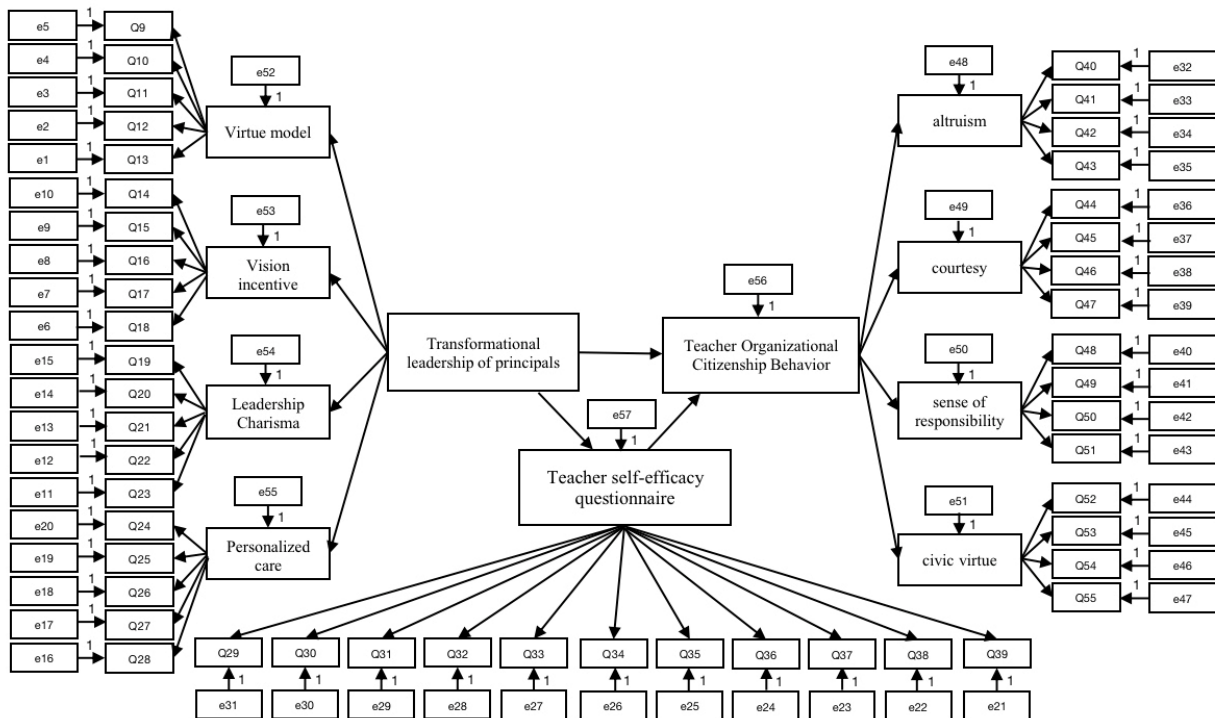 e5 1 Q9
e4 1 Q10
e3 1 Q11
e2 1 Q12
e1 1 Q13
e52
1
Virtue model
e10 1 Q14
e9 1 Q15
e8 1 Q16
e7 1 Q17
e6 1 Q18
e53
1
Vision
incentive
e15 1 Q19
e14 1 Q20
e13 1 Q21
e12 1 Q22
e11 1 Q23
e54
1
Leadership
Charisma
e20 1 Q24
e19 1 Q25
e18 1 Q26
e17 1 Q27
e16 1 Q28
e55
1
Personalized
care
Transformational
leadership of principals
e56
1
Teacher Organizational
Citizenship Behavior
e57
1
Teacher self-efficacy
questionnaire
e48
1
altruism
Q40 1 e32
Q41 1 e33
Q42 1 e34
Q43 1 e35
e49
1
courtesy
Q44 1 e36
Q45 1 e37
Q46 1 e38
Q47 1 e39
e50
1
sense of
responsibility
Q48 1 e40
Q49 1 e41
Q50 1 e42
Q51 1 e43
e51
1
civic virtue
Q52 1 e44
Q53 1 e45
Q54 1 e46
Q55 1 e47
Q29 Q30 Q31 Q32 Q33 Q34 Q35 Q36 Q37 Q38 Q39
1 1 1 1 1 1 1 1 1 1 1
e31 e30 e29 e28 e27 e26 e25 e24 e23 e22 e21